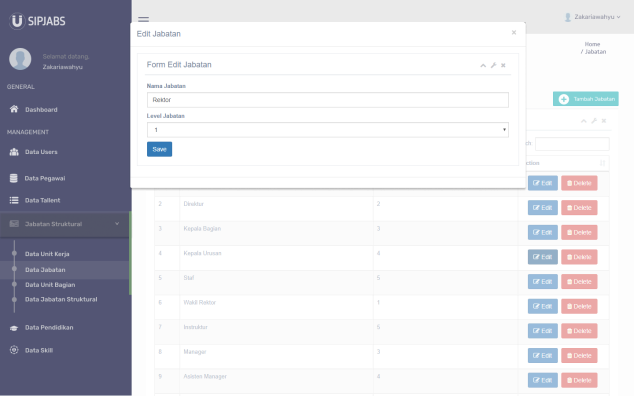 SIPJABS
Selamat datang,
Zakariawahyu
GENERAL
Dashboard
MANAGEMENT
Data Users
Data Pegawai
Data Tallent
Jabatan Struktural
Data Unit Kerja
Data Jabatan
Data Unit Bagian
Data Jabatan Struktural
Data Pendidikan
Data Skill
Zakariawahyu
Home
/ Jabatan
Tambah Jabatan
Edit Jabatan
×
Form Edit Jabatan
Nama Jabatan
Rektor
Level Jabatan
1
Save
Edit Delete
2 Direktur 2 Edit Delete
3 Kepala Bagian 3 Edit Delete
4 Kepala Urusan 4 Edit Delete
5 Staf 5 Edit Delete
6 Wakil Rektor 1 Edit Delete
7 Instruktur 5 Edit Delete
8 Manager 3 Edit Delete
9 Asisten Manager 4 Edit Delete